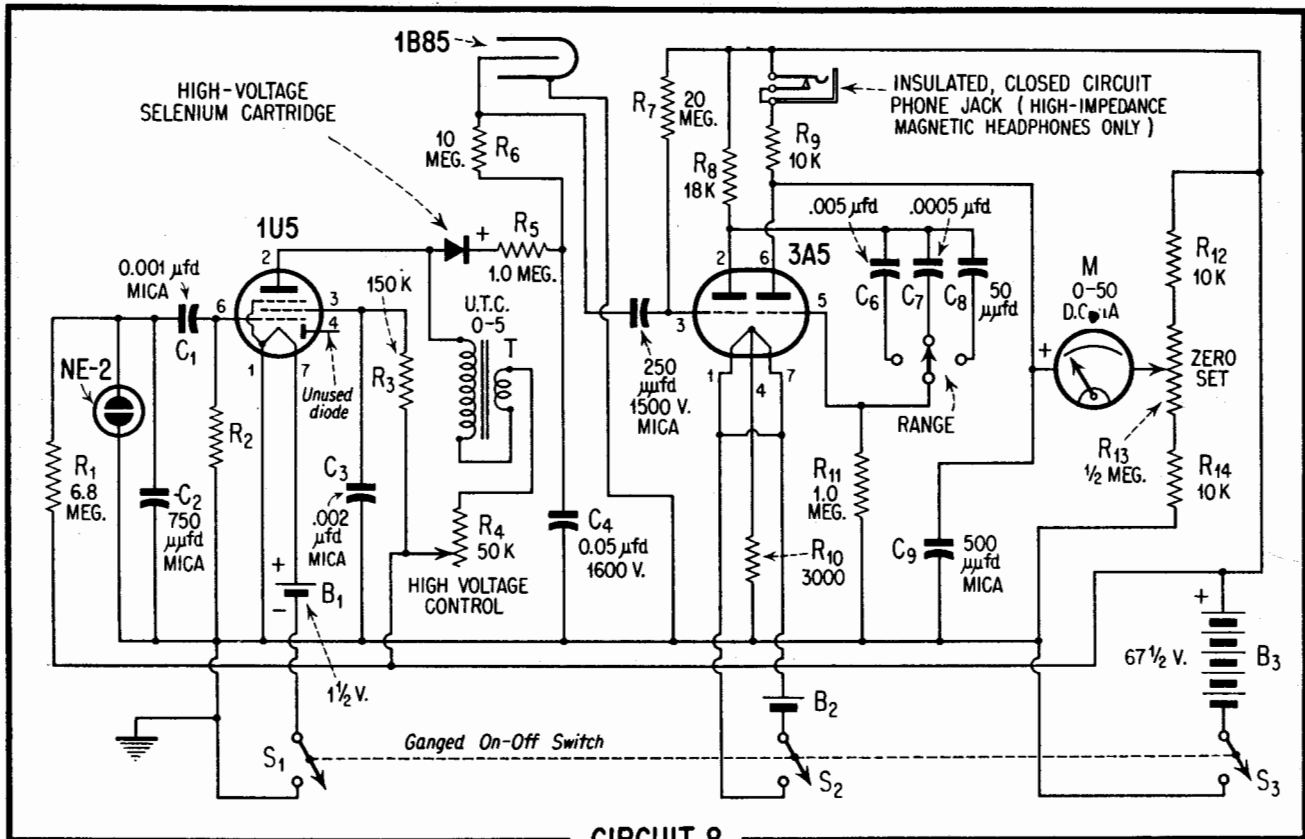 1B85
HIGH-VOLTAGE
SELENIUM CARTRIDGE
10
MEG.
R6
R7
20
MEG.
INSULATED, CLOSED CIRCUIT
PHONE JACK (HIGH-IMPEDANCE
MAGNETIC HEADPHONES ONLY)
R8
18K
R9
10K
.005 µfd
.0005 µfd
1U5
2
+
R5
1.0 MEG.
0.001 µfd
MICA
150 K
6
3
4
U.T.C.
0-5
T
3A5
2
6
3
5
C6
C7
C8
50
µµfd
M
0-50
R12
10K
C1
NE-2
1
7
Unused
diode
R3
R2
250
µµfd
1500 V.
MICA
1
4
7
RANGE
+
ZERO
SET
R1
6.8
MEG.
C2
750
µµfd
MICA
C3
.002
µfd
MICA
R4
50K
HIGH VOLTAGE
CONTROL
C4
0.05 µfd
1600 V.
R11
1.0
MEG.
R10
3000
C9
500
µµfd
MICA
R13
1/2 MEG.
R14
10K
+
B1
-
1 1/2 V.
+
67 1/2 V.
B3
B2
Ganged On-Off Switch
S1
S2
S3